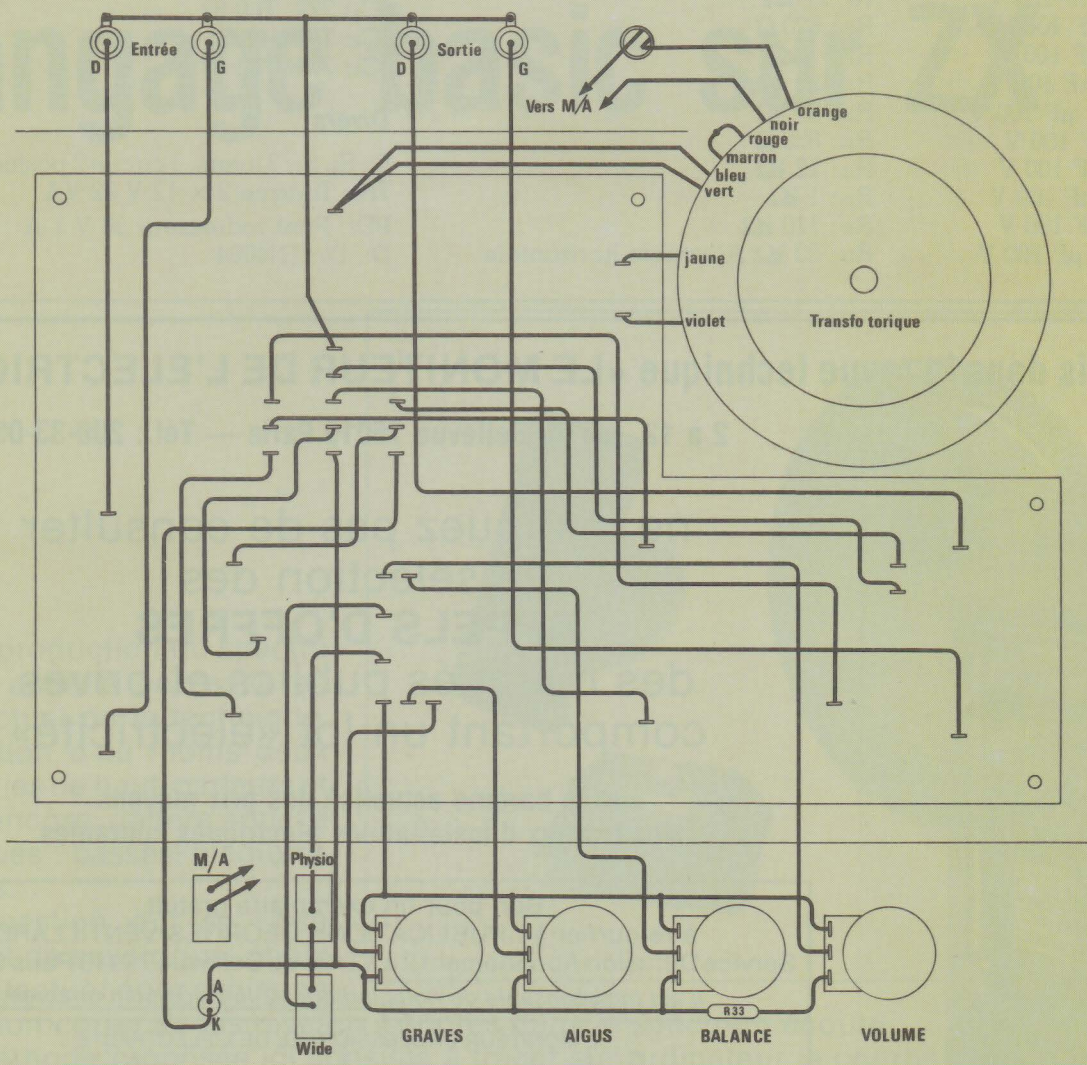 Entrée
Sortie
D
G
D
G
Vers M/A
orange
noir
rouge
marron
bleu
vert
jaune
violet
Transfo torique
M/A
Physio
A
K
Wide
R33
GRAVES
AIGUS
BALANCE
VOLUME